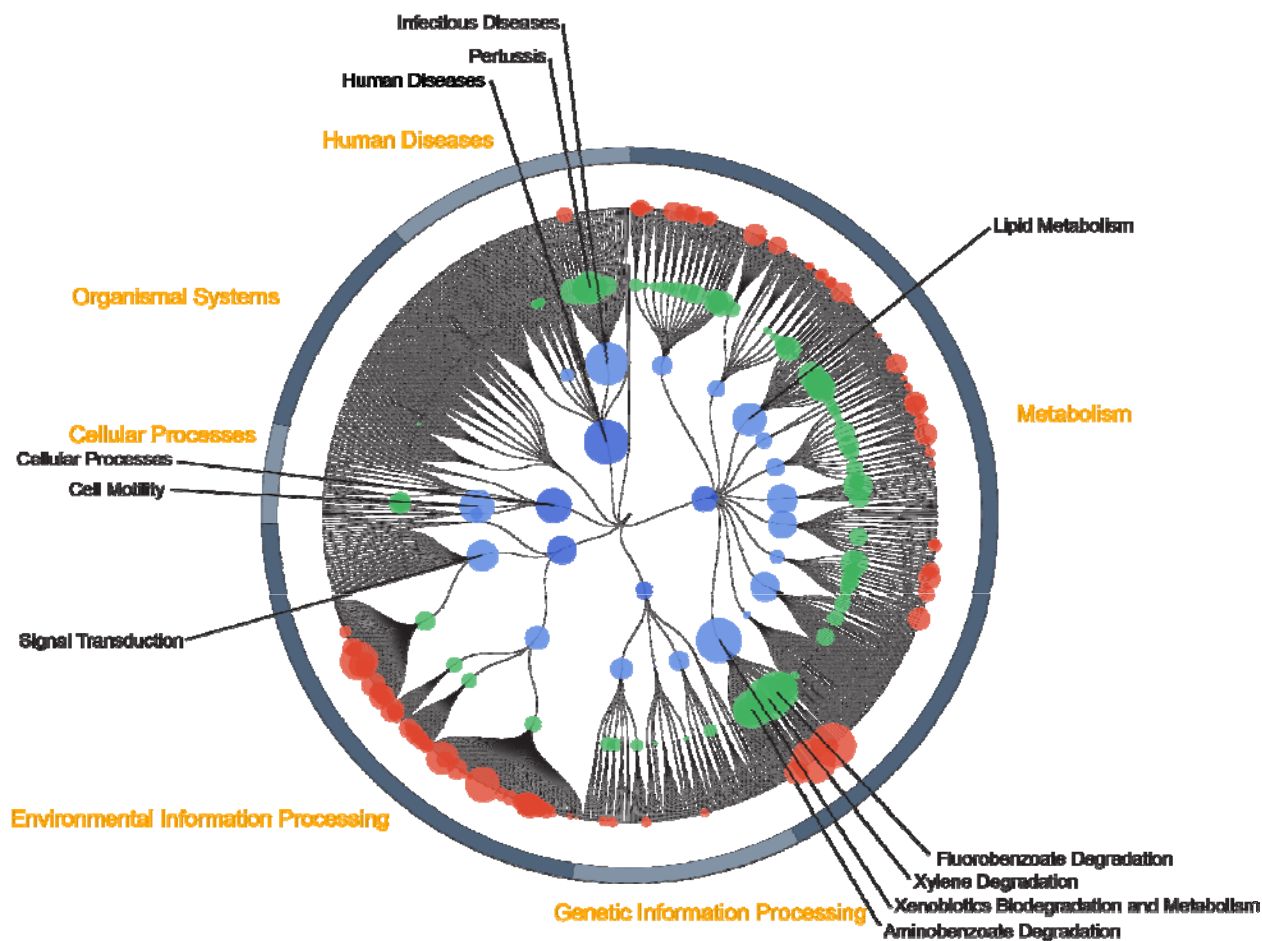 Infectious Diseases
Pertussis
Human Diseases
Human Diseases
Lipid Metabolism
Organismal Systems
Metabolism
Cellular Processes
Cellular Processes
Cell Motility
Signal Transduction
Environmental Information Processing
Fluorobenzoate Degradation
Xylene Degradation
Xenobiotics Biodegradation and Metabolism
Genetic Information Processing
Aminobenzoate Degradation